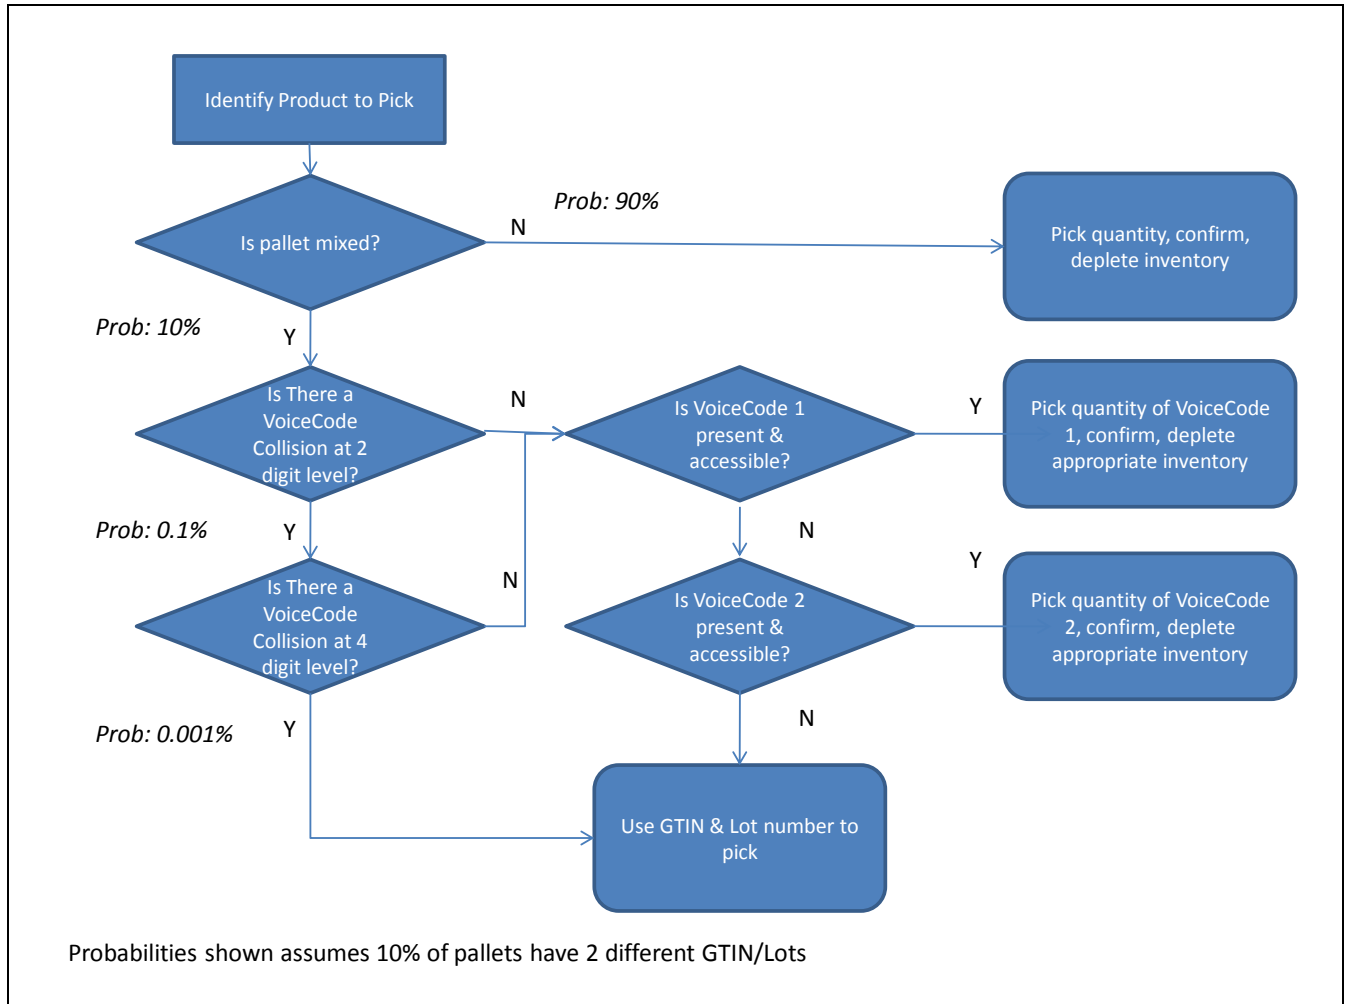 Identify Product to Pick
Prob: 90%
Is pallet mixed?
N
Pick quantity, confirm,
deplete inventory
Prob: 10%
Y
Is There a
VoiceCode
Collision at 2
digit level?
N
Is VoiceCode 1
present &
accessible?
Y
Pick quantity of VoiceCode
1, confirm, deplete
appropriate inventory
Prob: 0.1%
Y
N
Is There a
VoiceCode
Collision at 4
digit level?
N
Is VoiceCode 2
present &
accessible?
Y
Pick quantity of VoiceCode
2, confirm, deplete
appropriate inventory
Prob: 0.001%
Y
N
Use GTIN & Lot number to
pick
Probabilities shown assumes 10% of pallets have 2 different GTIN/Lots